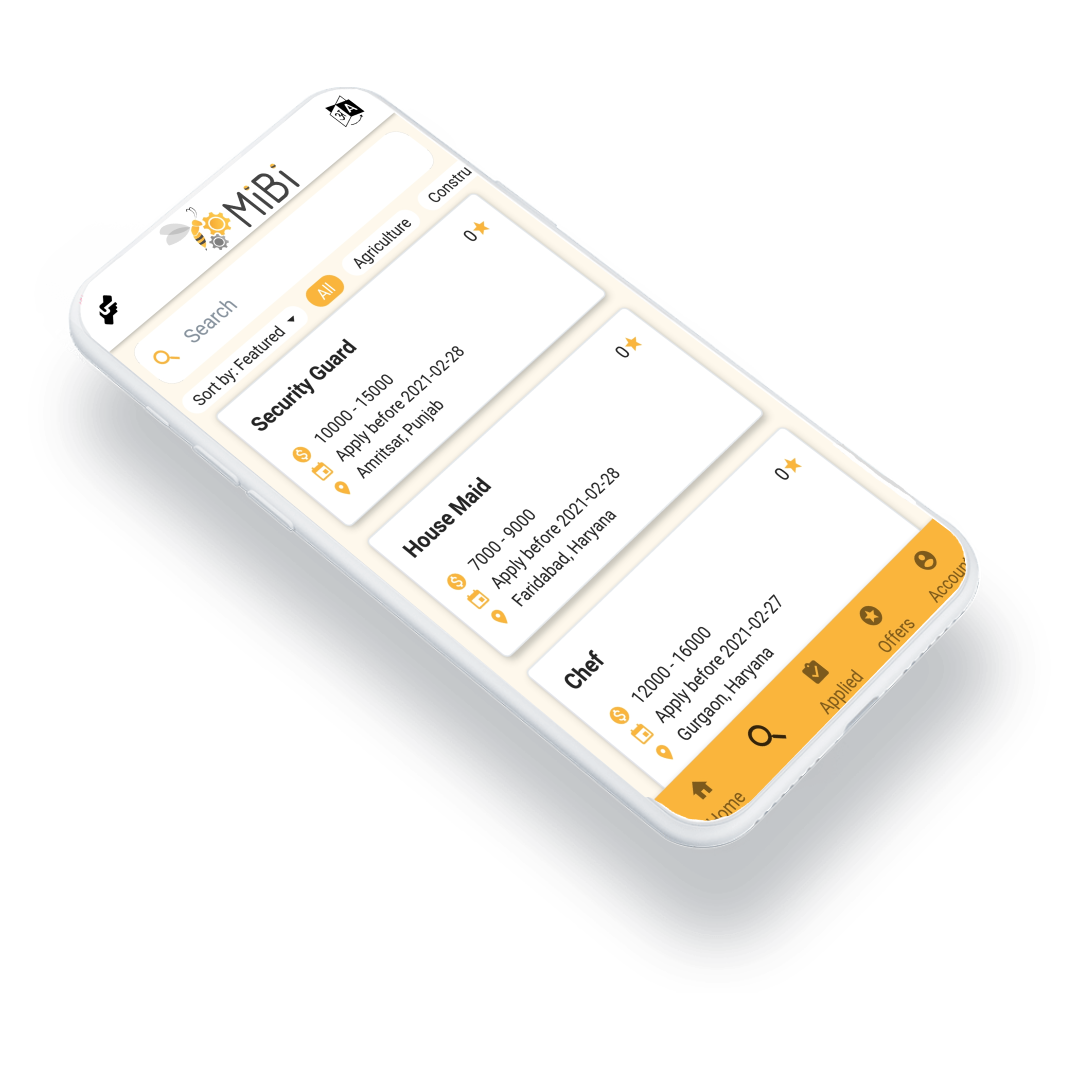 अ A
MiBi
Search
Sort by: Featured
All
Agriculture
Constru
0
Security Guard
10000 - 15000
Apply before 2021-02-28
Amritsar, Punjab
0
House Maid
7000 - 9000
Apply before 2021-02-28
Faridabad, Haryana
0
Chef
12000 - 16000
Apply before 2021-02-27
Gurgaon, Haryana
Home
Applied
Offers
Account